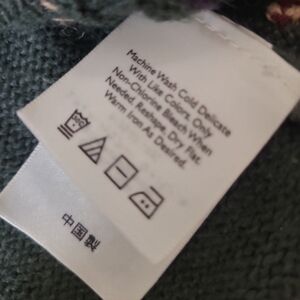 Machine Wash Cold Delicate
With Like Colors. Only
Non-Chlorine Bleach When
Needed. Reshape, Dry Flat.
Warm Iron As Desired.
中国製